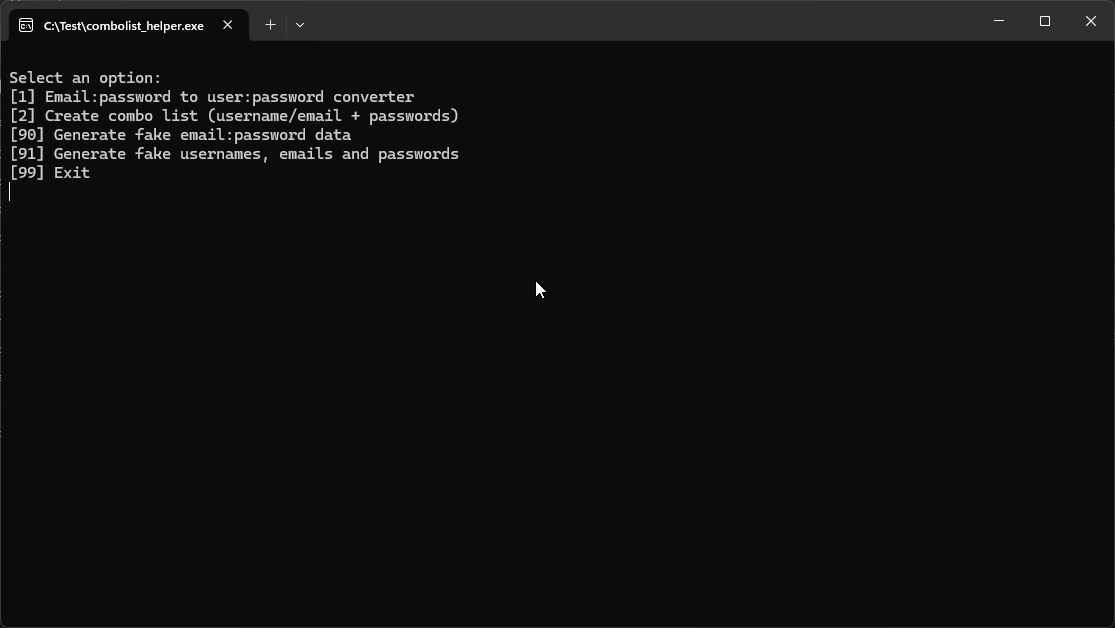 C:\Test\combolist_helper.exe
Select an option:
[1] Email:password to user:password converter
[2] Create combo list (username/email + passwords)
[90] Generate fake email:password data
[91] Generate fake usernames, emails and passwords
[99] Exit